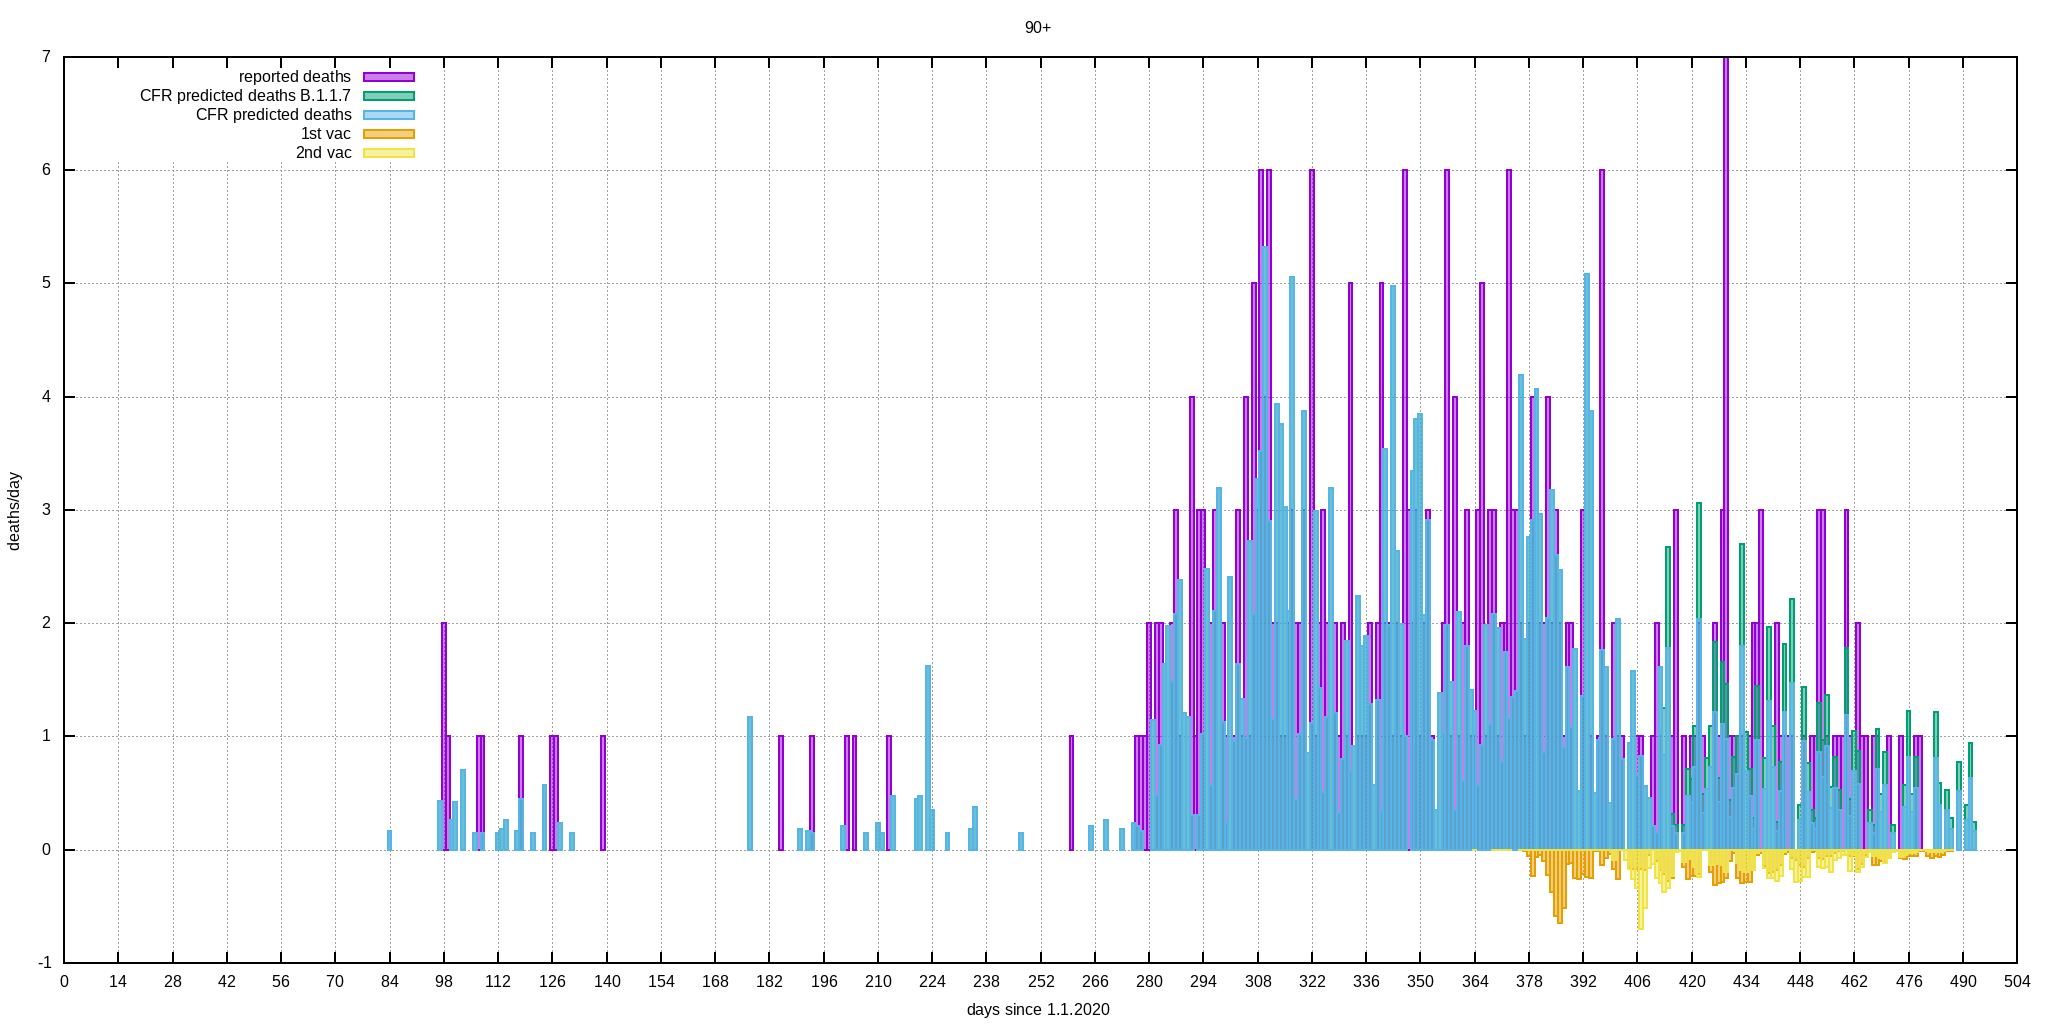 90+
7
reported deaths
CFR predicted deaths B.1.1.7
CFR predicted deaths
1st vac
2nd vac
6
5
4
3
2
1
0
-1
deaths/day
0 14 28 42 56 70 84 98 112 126 140 154 168 182 196 210 224 238 252 266 280 294 308 322 336 350 364 378 392 406 420 434 448 462 476 490 504
days since 1.1.2020